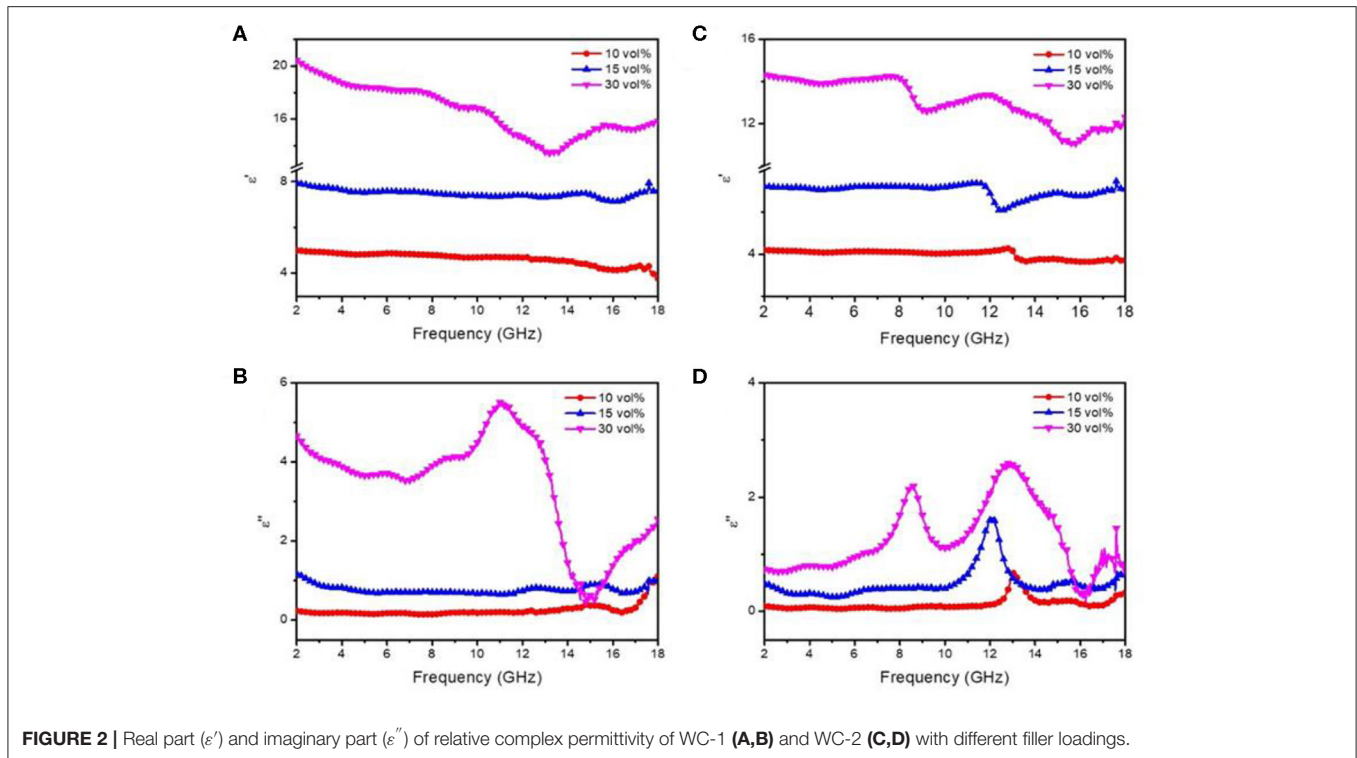 A
10 vol%
15 vol%
30 vol%
20
16
8
4
ε'
2 4 6 8 10 12 14 16 18
Frequency (GHz)
C
10 vol%
15 vol%
30 vol%
16
12
4
ε'
2 4 6 8 10 12 14 16 18
Frequency (GHz)
B
10 vol%
15 vol%
30 vol%
6
4
2
0
ε"
2 4 6 8 10 12 14 16 18
Frequency (GHz)
D
10 vol%
15 vol%
30 vol%
4
2
0
ε"
2 4 6 8 10 12 14 16 18
Frequency (GHz)
FIGURE 2 | Real part (ε′) and imaginary part (ε″) of relative complex permittivity of WC-1 (A,B) and WC-2 (C,D) with different filler loadings.